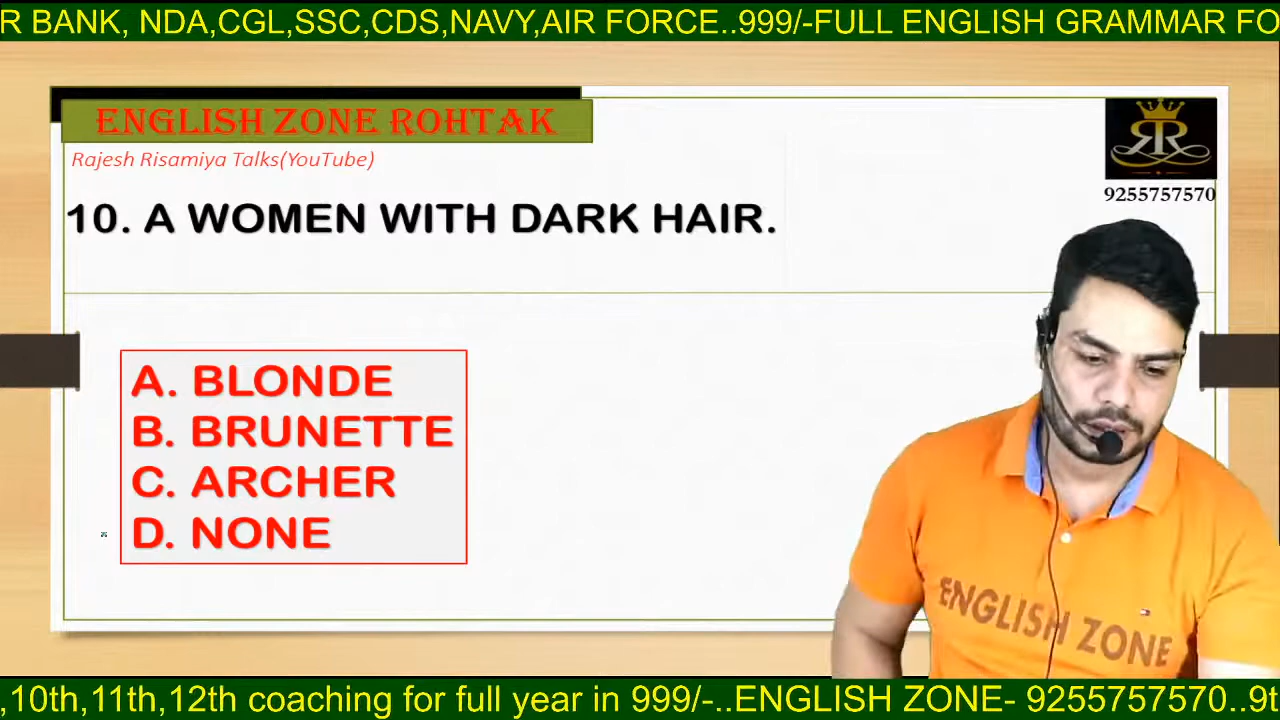 R BANK, NDA,CGL,SSC,CDS,NAVY,AIR FORCE..999/-FULL ENGLISH GRAMMAR FO
ENGLISH ZONE ROHTAK
Rajesh Risamiya Talks(YouTube)
RR
9255757570
10. A WOMEN WITH DARK HAIR.
A. BLONDE
B. BRUNETTE
C. ARCHER
D. NONE
ENGLISH ZONE
,10th,11th,12th coaching for full year in 999/-..ENGLISH ZONE- 9255757570..9t